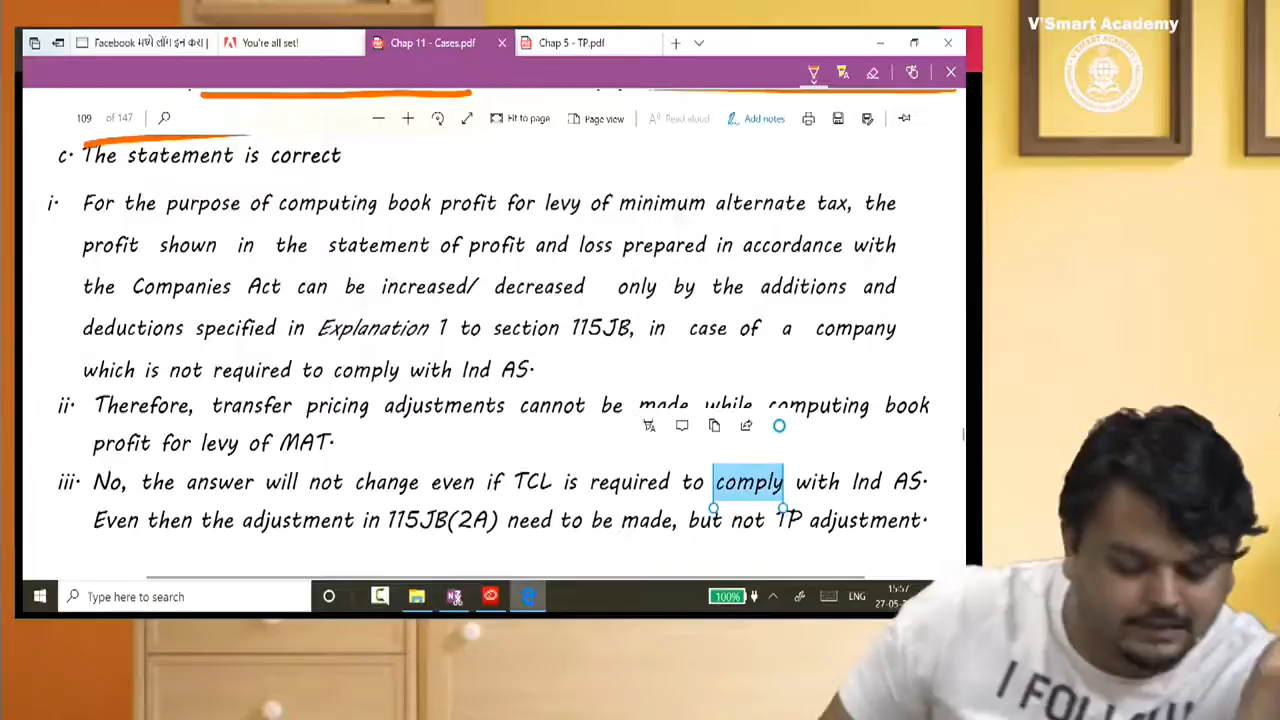 V'Smart Academy
Facebook मध्ये लॉग इन करा |
You're all set!
Chap 11 - Cases.pdf
Chap 5 - TP.pdf
109 of 147
Fit to page
Page view
Read aloud
Add notes
c. The statement is correct
i. For the purpose of computing book profit for levy of minimum alternate tax, the
profit shown in the statement of profit and loss prepared in accordance with
the Companies Act can be increased/ decreased only by the additions and
deductions specified in Explanation 1 to section 115JB, in case of a company
which is not required to comply with Ind AS.
ii. Therefore, transfer pricing adjustments cannot be made while computing book
profit for levy of MAT.
iii. No, the answer will not change even if TCL is required to comply with Ind AS.
Even then the adjustment in 115JB(2A) need to be made, but not TP adjustment.
Type here to search
100%
ENG
15:57
I FOLLOW